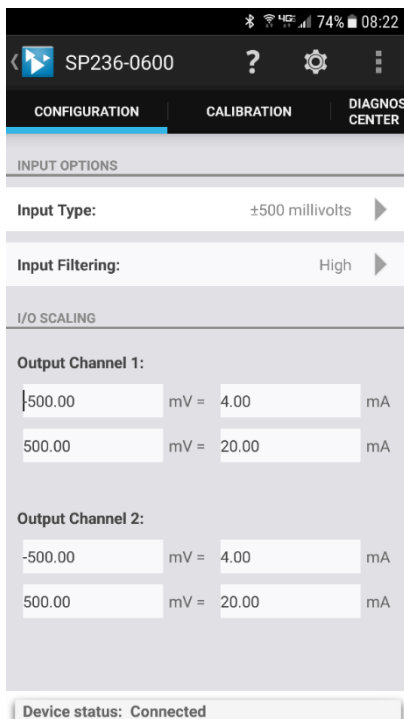 4G 74% 08:22
SP236-0600 ?
CONFIGURATION CALIBRATION DIAGNOS
CENTER
INPUT OPTIONS
Input Type: ±500 millivolts
Input Filtering: High
I/O SCALING
Output Channel 1:
-500.00 mV = 4.00 mA
500.00 mV = 20.00 mA
Output Channel 2:
-500.00 mV = 4.00 mA
500.00 mV = 20.00 mA
Device status: Connected